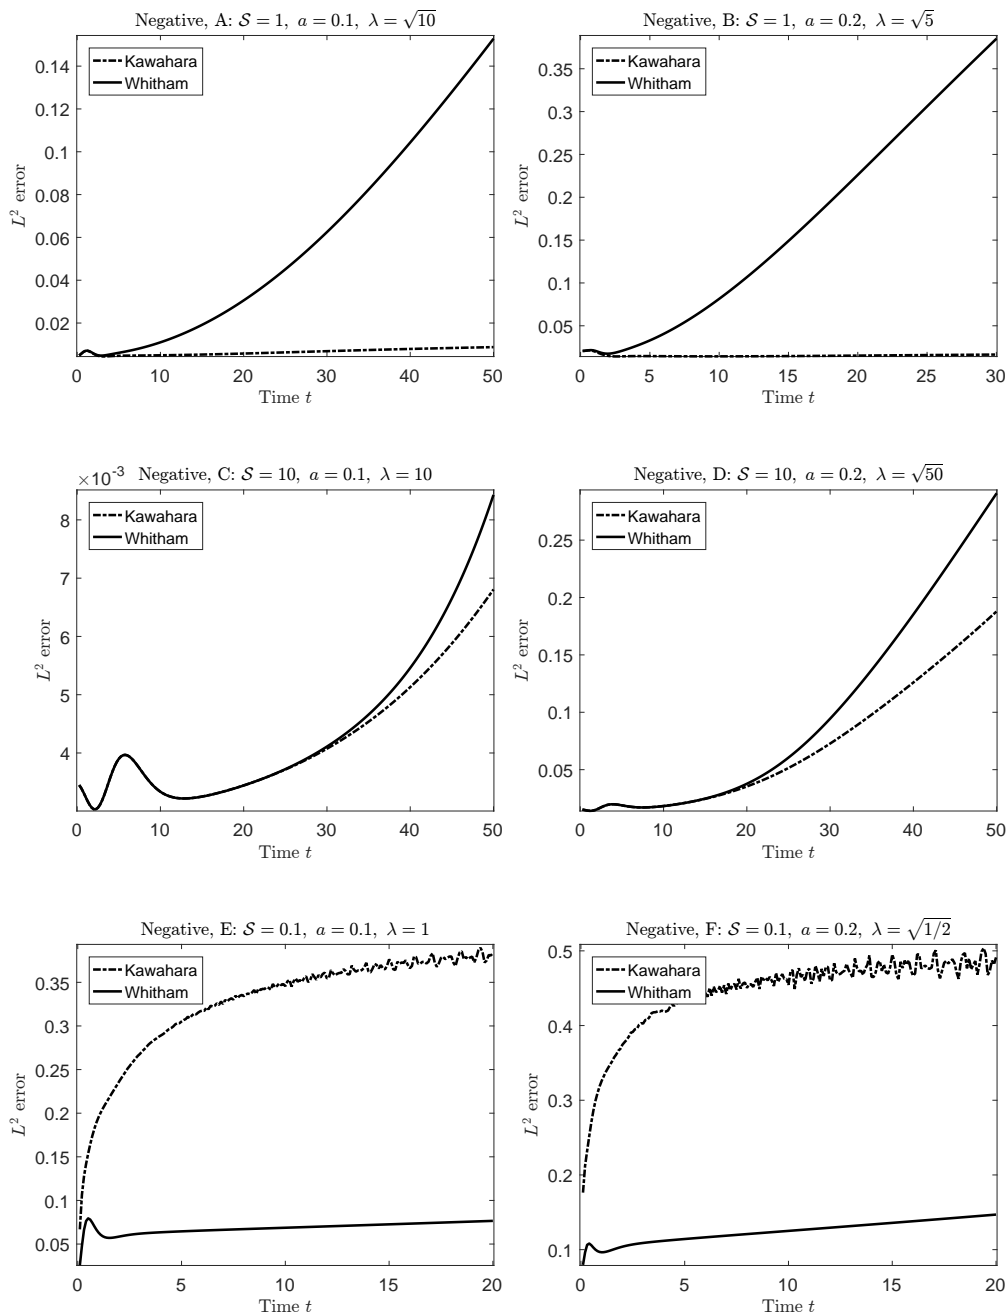 Negative, A: 𝒮 = 1, a = 0.1, λ = √10
0.14
0.12
0.1
0.08
0.06
0.04
0.02
L² error
Kawahara
Whitham
0 10 20 30 40 50
Time t
Negative, B: 𝒮 = 1, a = 0.2, λ = √5
0.35
0.3
0.25
0.2
0.15
0.1
0.05
L² error
Kawahara
Whitham
0 5 10 15 20 25 30
Time t
×10⁻³ Negative, C: 𝒮 = 10, a = 0.1, λ = 10
8
7
6
5
4
L² error
Kawahara
Whitham
0 10 20 30 40 50
Time t
Negative, D: 𝒮 = 10, a = 0.2, λ = √50
0.25
0.2
0.15
0.1
0.05
L² error
Kawahara
Whitham
0 10 20 30 40 50
Time t
Negative, E: 𝒮 = 0.1, a = 0.1, λ = 1
0.35
0.3
0.25
0.2
0.15
0.1
0.05
L² error
Kawahara
Whitham
0 5 10 15 20
Time t
Negative, F: 𝒮 = 0.1, a = 0.2, λ = √1/2
0.5
0.4
0.3
0.2
0.1
L² error
Kawahara
Whitham
0 5 10 15 20
Time t